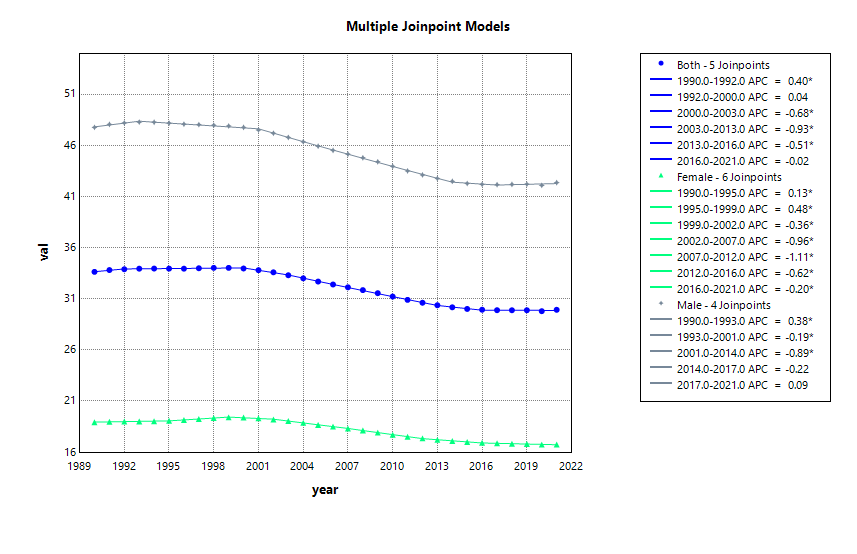 Multiple Joinpoint Models
val
51
46
41
36
31
26
21
16
1989 1992 1995 1998 2001 2004 2007 2010 2013 2016 2019 2022
year
Both - 5 Joinpoints
1990.0-1992.0 APC = 0.40*
1992.0-2000.0 APC = 0.04
2000.0-2003.0 APC = -0.68*
2003.0-2013.0 APC = -0.93*
2013.0-2016.0 APC = -0.51*
2016.0-2021.0 APC = -0.02
Female - 6 Joinpoints
1990.0-1995.0 APC = 0.13*
1995.0-1999.0 APC = 0.48*
1999.0-2002.0 APC = -0.36*
2002.0-2007.0 APC = -0.96*
2007.0-2012.0 APC = -1.11*
2012.0-2016.0 APC = -0.62*
2016.0-2021.0 APC = -0.20*
Male - 4 Joinpoints
1990.0-1993.0 APC = 0.38*
1993.0-2001.0 APC = -0.19*
2001.0-2014.0 APC = -0.89*
2014.0-2017.0 APC = -0.22
2017.0-2021.0 APC = 0.09